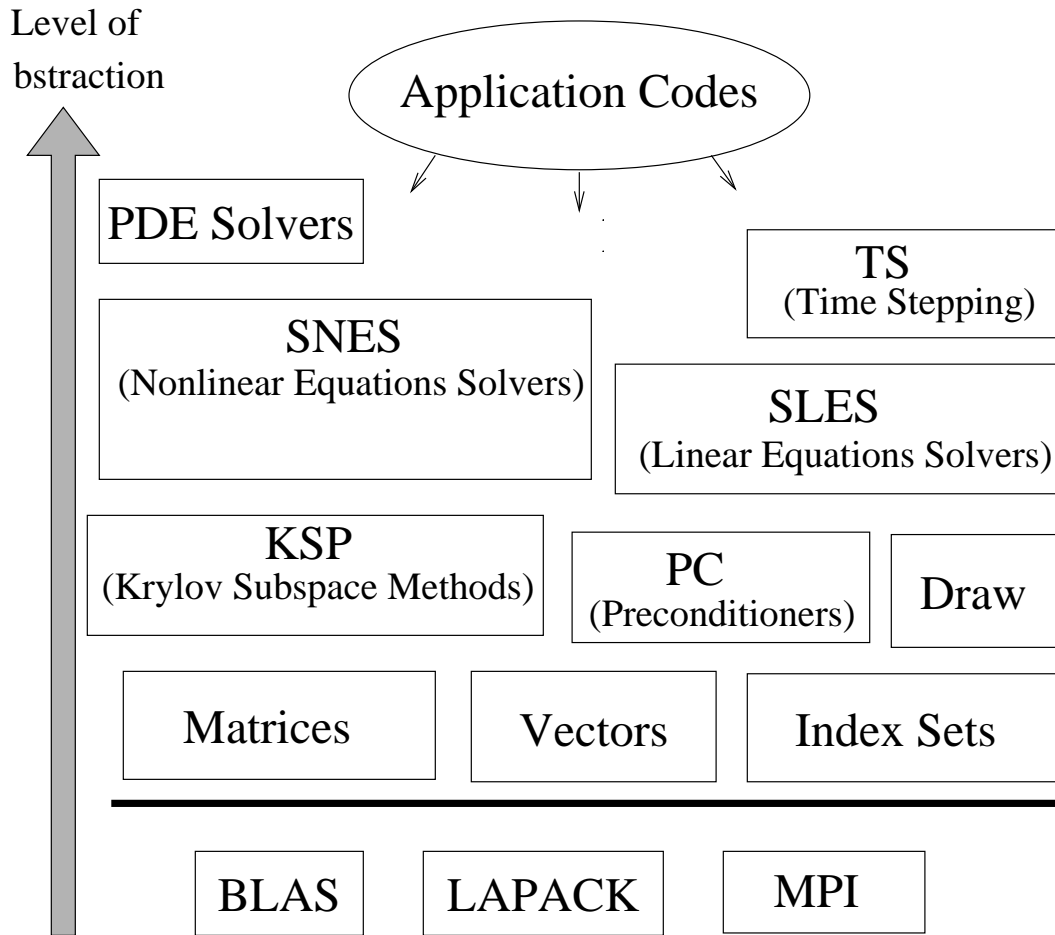 Level of
bstraction
Application Codes
PDE Solvers
TS
(Time Stepping)
SNES
(Nonlinear Equations Solvers)
SLES
(Linear Equations Solvers)
KSP
(Krylov Subspace Methods)
PC
(Preconditioners)
Draw
Matrices
Vectors
Index Sets
BLAS
LAPACK
MPI